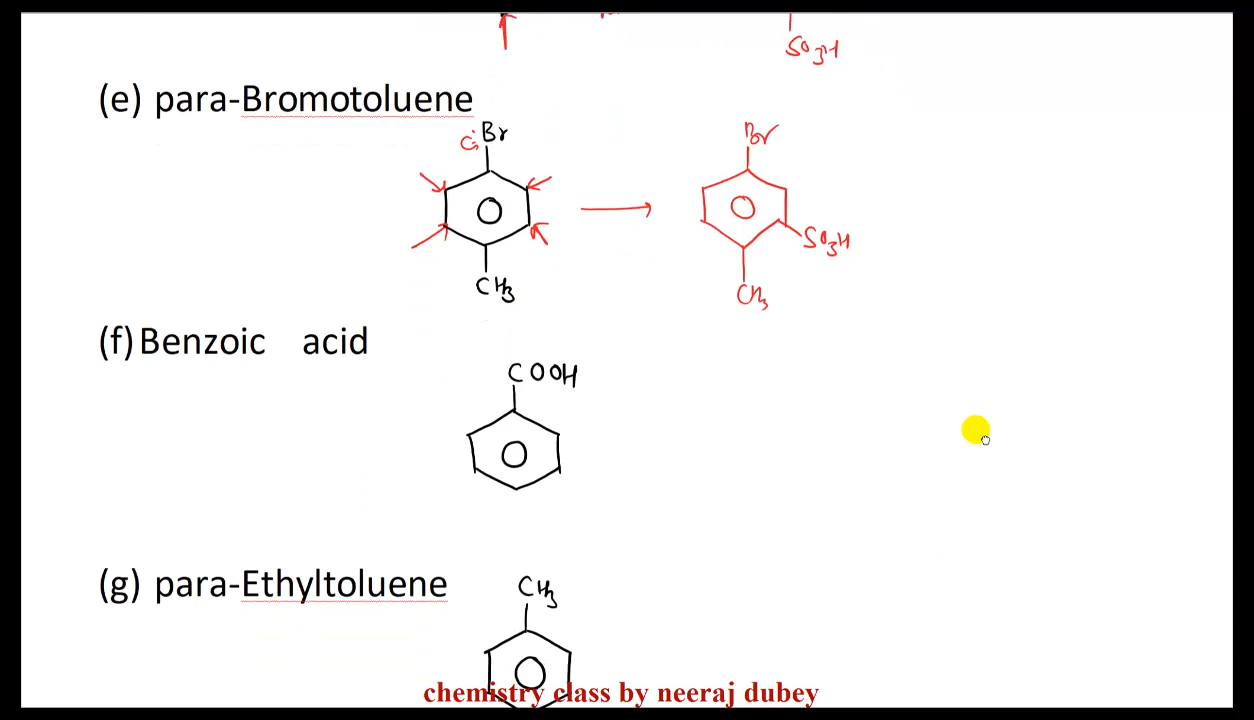 SO3H
(e) para-Bromotoluene
Br
Br
SO3H
CH3
CH3
(f) Benzoic acid
COOH
(g) para-Ethyltoluene
CH3
chemistry class by neeraj dubey